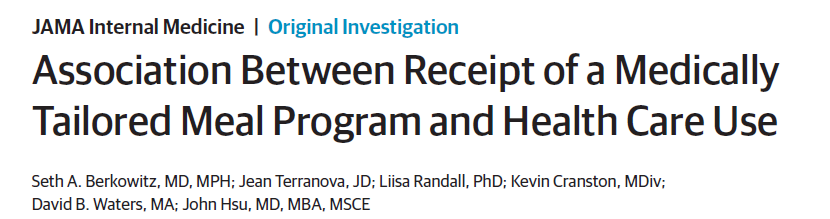 JAMA Internal Medicine | Original Investigation
Association Between Receipt of a Medically
Tailored Meal Program and Health Care Use
Seth A. Berkowitz, MD, MPH; Jean Terranova, JD; Liisa Randall, PhD; Kevin Cranston, MDiv;
David B. Waters, MA; John Hsu, MD, MBA, MSCE